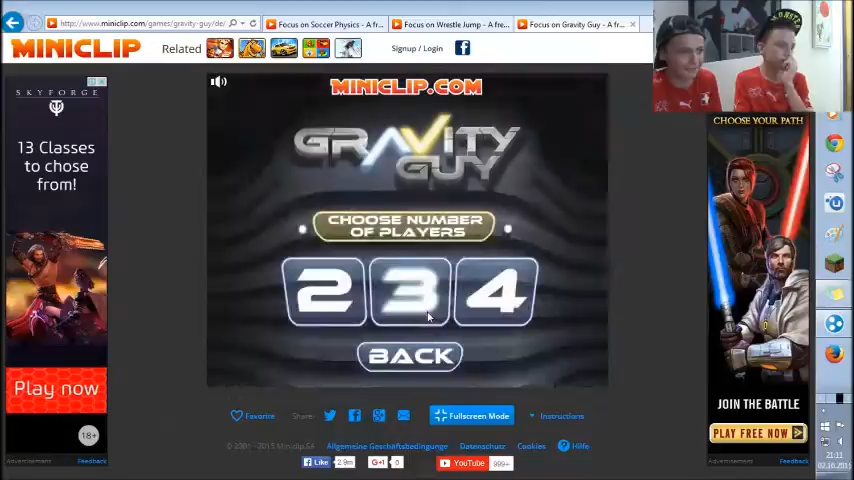 http://www.miniclip.com/games/gravity-guy/de/
Focus on Soccer Physics - A fr...
Focus on Wrestle Jump - A fre...
Focus on Gravity Guy - A fre...
MINICLIP
Related
Signup / Login
SKYFORGE
13 Classes
to chose
from!
Play now
18+
Advertisement
Feedback
MINICLIP.COM
GRAVITY
GUY
CHOOSE NUMBER
OF PLAYERS
2 3 4
BACK
Favorite
Share:
Fullscreen Mode
Instructions
© 2001 - 2015 Miniclip SA
Allgemeine Geschäftsbedingungen
Datenschutz
Cookies
Hilfe
Like
2.9m
+1
0
YouTube
999+
CHOOSE YOUR PATH
JOIN THE BATTLE
PLAY FREE NOW
Advertisement
Feedback
21:11